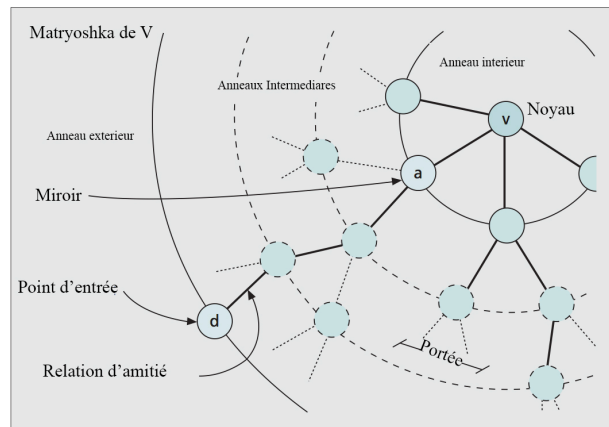 Matryoshka de V
Anneau interieur
Anneaux Intermediares
v
Noyau
Anneau exterieur
a
Miroir
Point d’entrée
d
Portée
Relation d’amitié